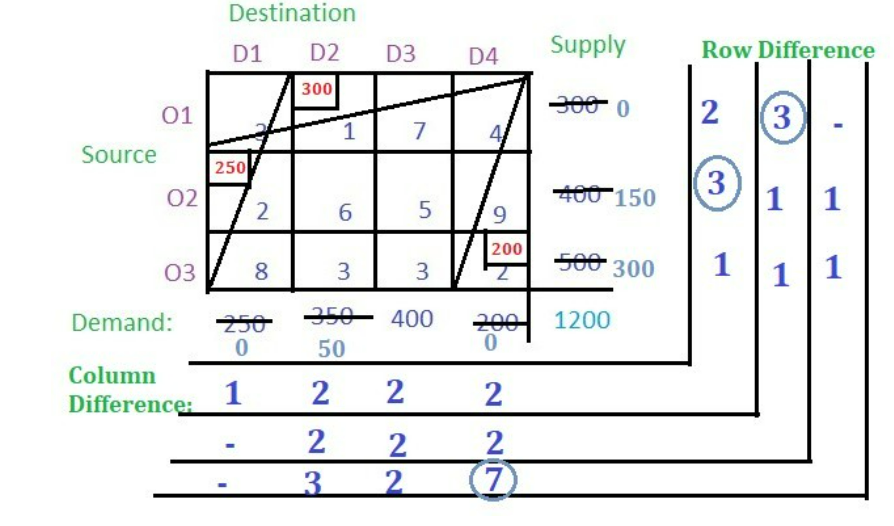 Destination
D1 D2 D3 D4 Supply Row Difference
300
O1 3 1 7 4 300 0 2 3 -
Source
250
O2 2 6 5 9 400 150 3 1 1
200
O3 8 3 3 2 500 300 1 1 1
Demand: 250 350 400 200 1200
0 50 0
Column
Difference: 1 2 2 2
- 2 2 2
- 3 2 7